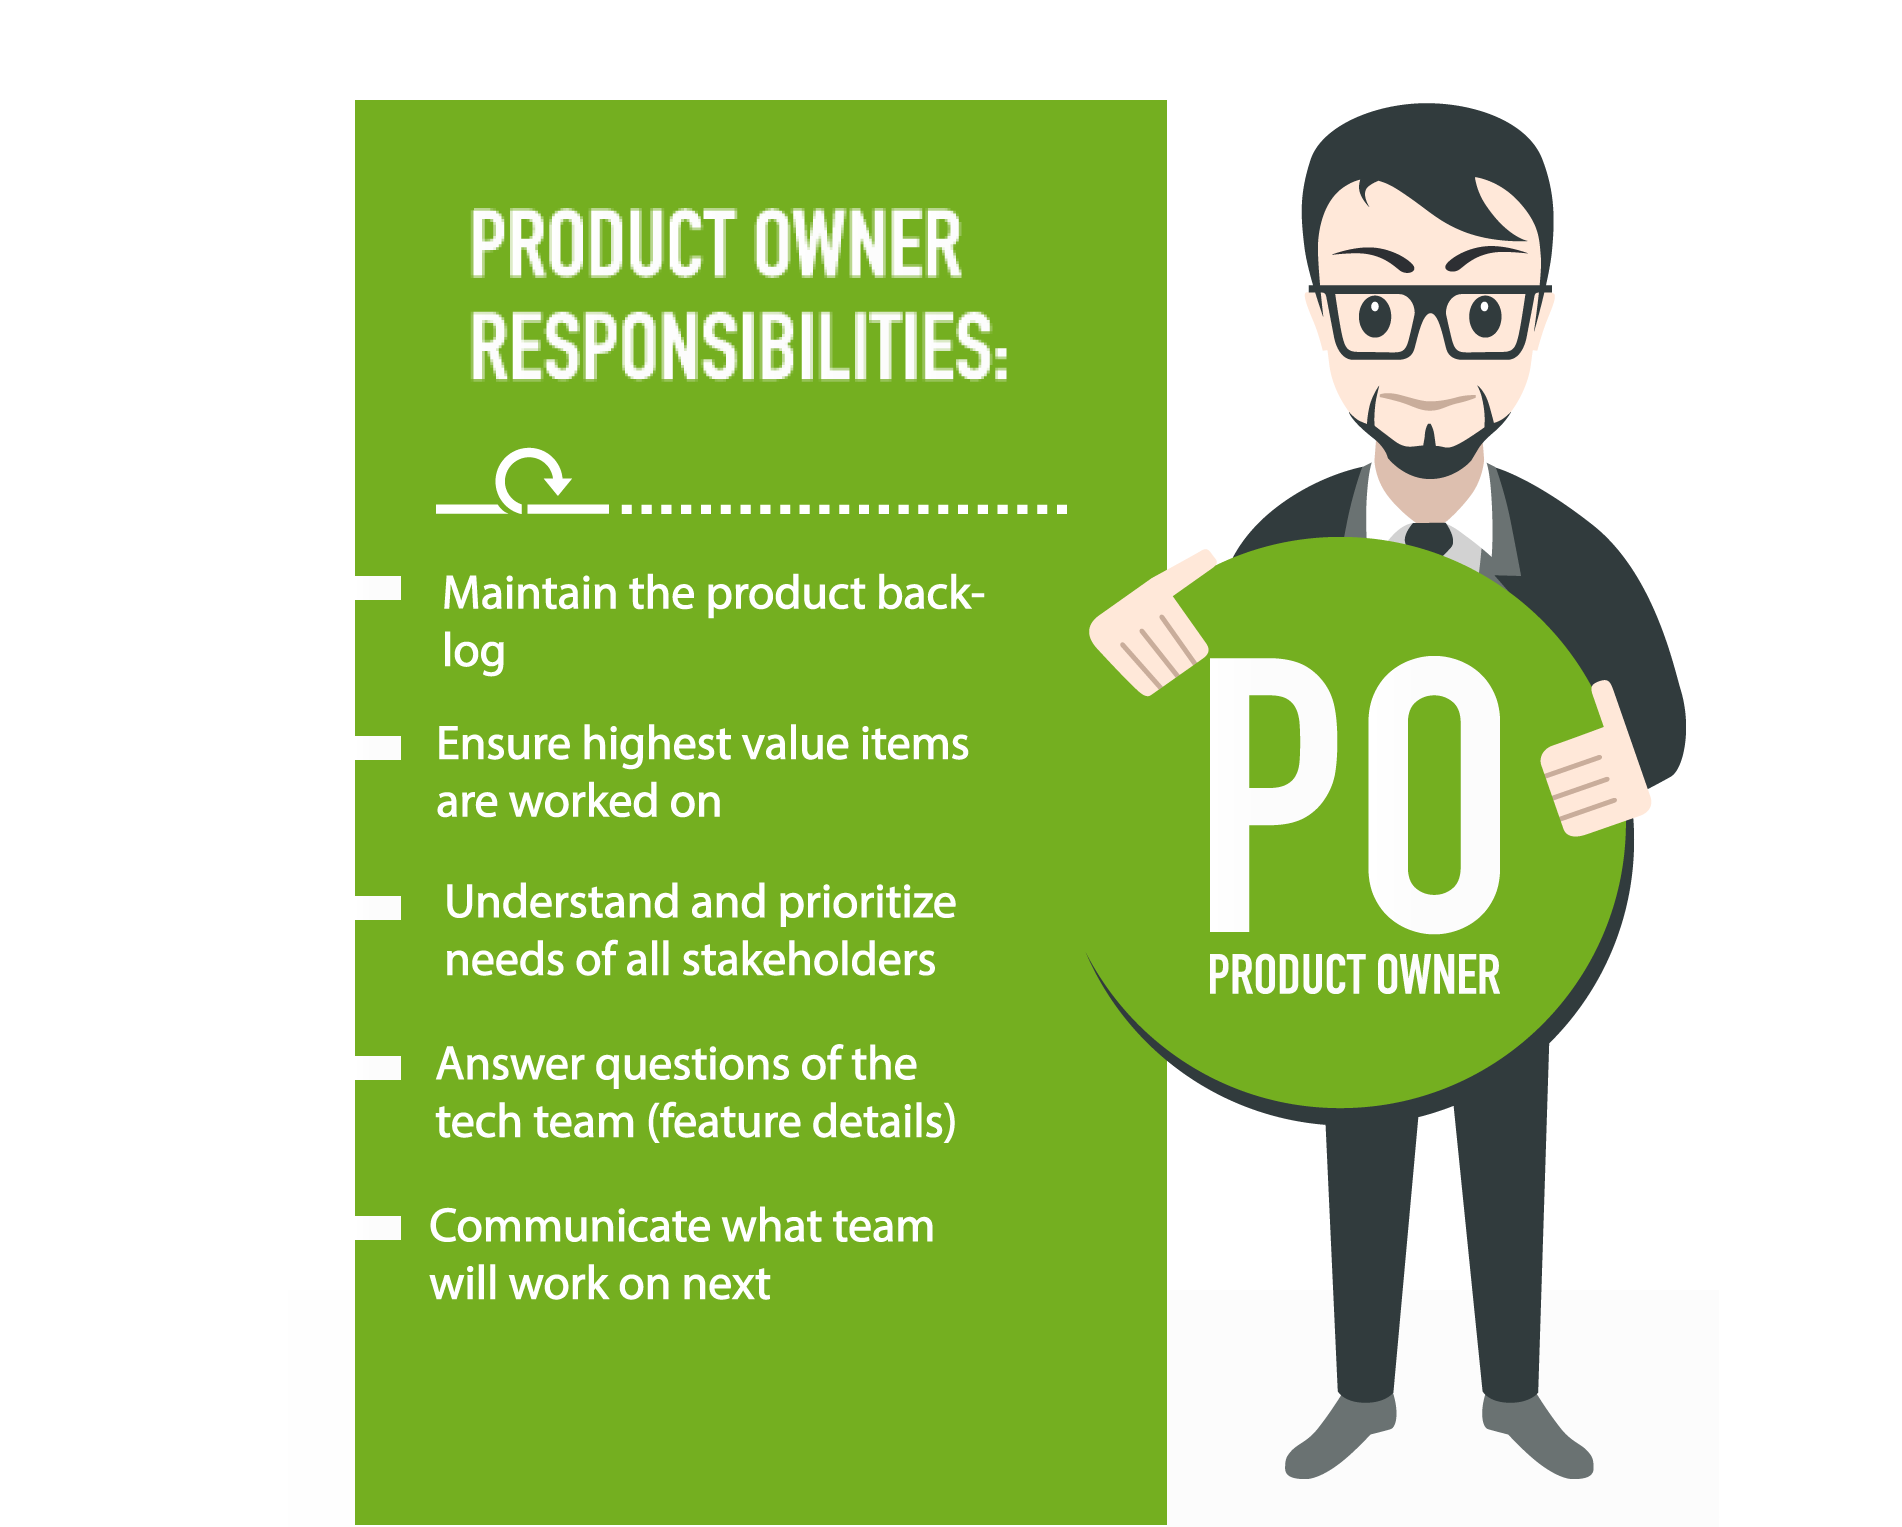 PRODUCT OWNER
RESPONSIBILITIES:
Maintain the product back-
log
Ensure highest value items
are worked on
Understand and prioritize
needs of all stakeholders
Answer questions of the
tech team (feature details)
Communicate what team
will work on next
PO
PRODUCT OWNER